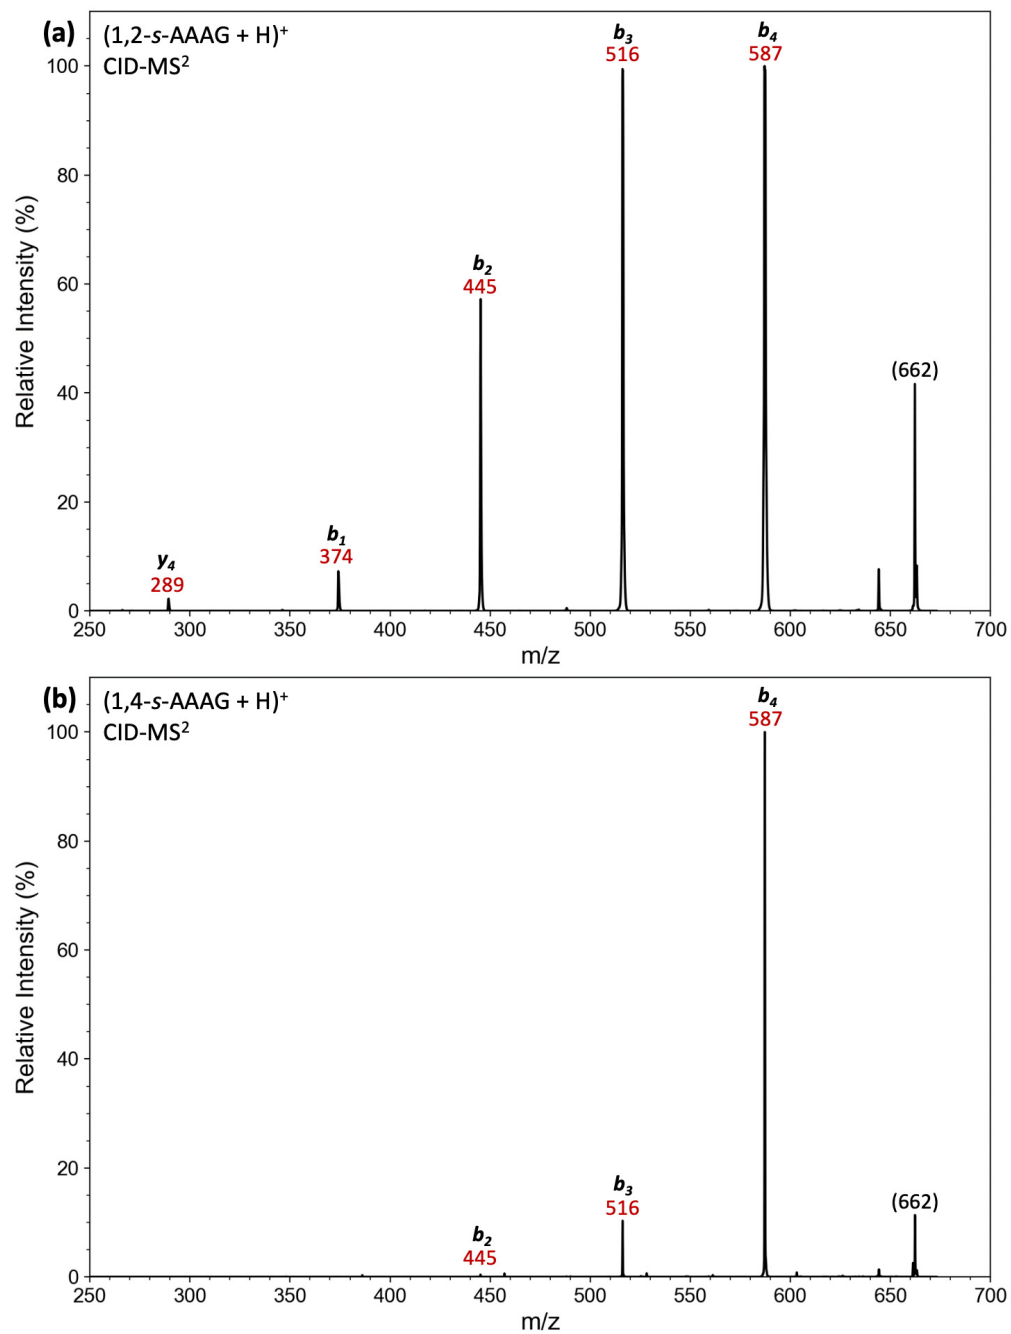 (a) (1,2-s-AAAG + H)⁺
CID-MS²
b₃
516
b₄
587
b₂
445
(662)
b₁
374
y₄
289
Relative Intensity (%)
100
80
60
40
20
0
250 300 350 400 450 500 550 600 650 700
m/z
(b) (1,4-s-AAAG + H)⁺
CID-MS²
b₄
587
b₃
516
(662)
b₂
445
Relative Intensity (%)
100
80
60
40
20
0
250 300 350 400 450 500 550 600 650 700
m/z